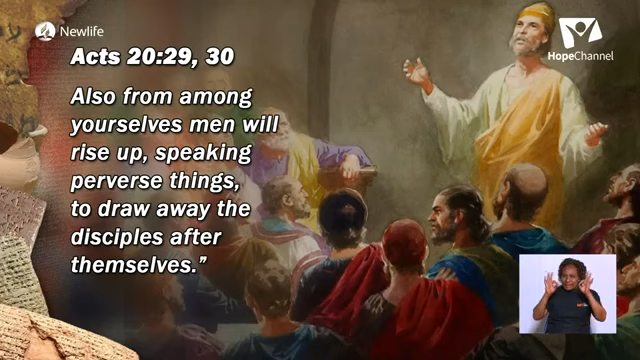 Newlife
HopeChannel
Acts 20:29, 30
Also from among
yourselves men will
rise up, speaking
perverse things,
to draw away the
disciples after
themselves.”